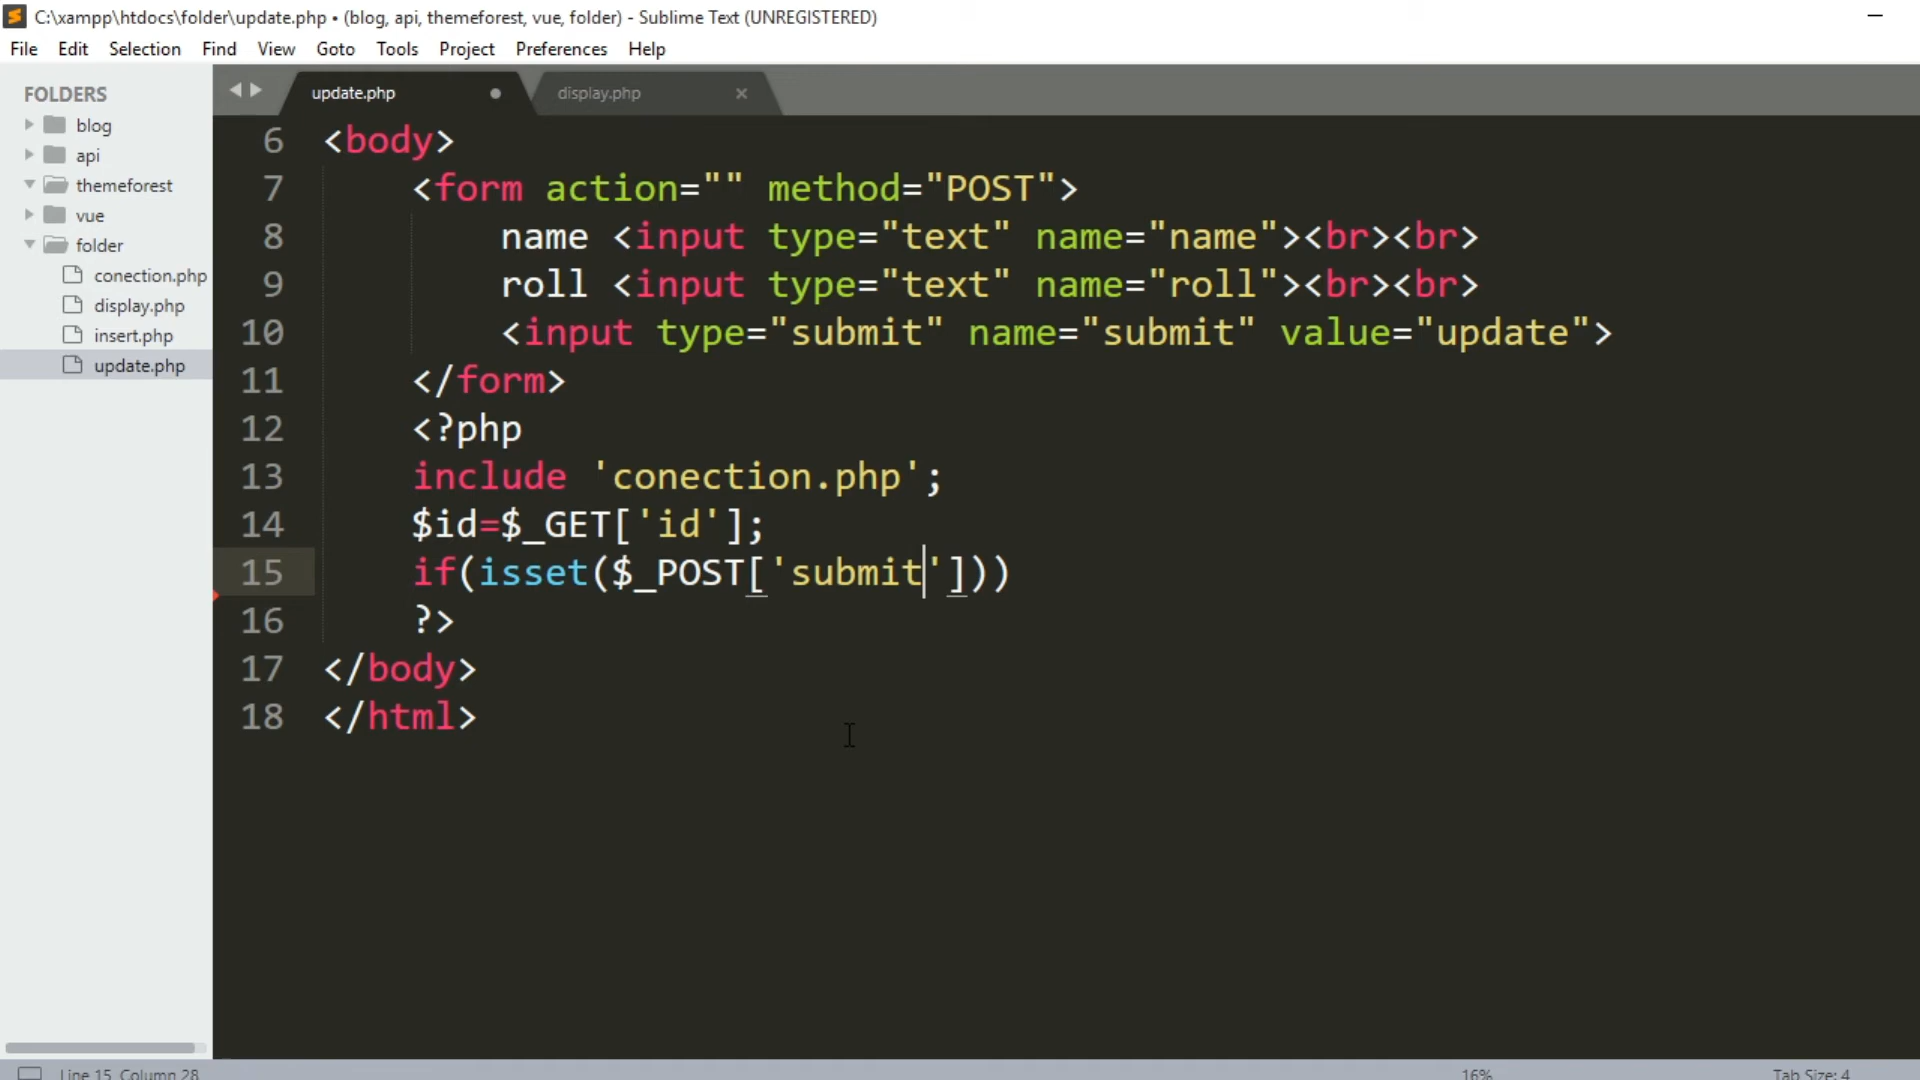 C:\xampp\htdocs\folder\update.php • (blog, api, themeforest, vue, folder) - Sublime Text (UNREGISTERED)
File Edit Selection Find View Goto Tools Project Preferences Help
FOLDERS
blog
api
themeforest
vue
folder
conection.php
display.php
insert.php
update.php
update.php display.php
6 <body>
7 <form action="" method="POST">
8 name <input type="text" name="name"><br><br>
9 roll <input type="text" name="roll"><br><br>
10 <input type="submit" name="submit" value="update">
11 </form>
12 <?php
13 include 'conection.php';
14 $id=$_GET['id'];
15 if(isset($_POST['submit']))
16 ?>
17 </body>
18 </html>
Line 15, Column 28 16% Tab Size: 4